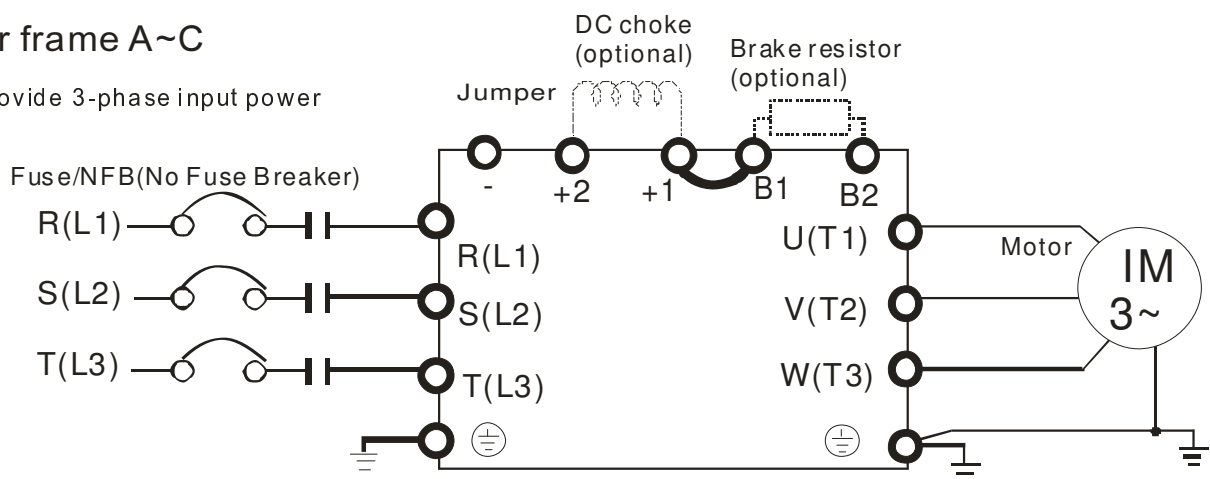 r frame A~C
ovide 3-phase input power
DC choke
(optional)
Brake resistor
(optional)
Jumper
Fuse/NFB(No Fuse Breaker)
- +2 +1 B1 B2
R(L1) R(L1) U(T1) Motor
IM
3~
S(L2) S(L2) V(T2)
T(L3) T(L3) W(T3)